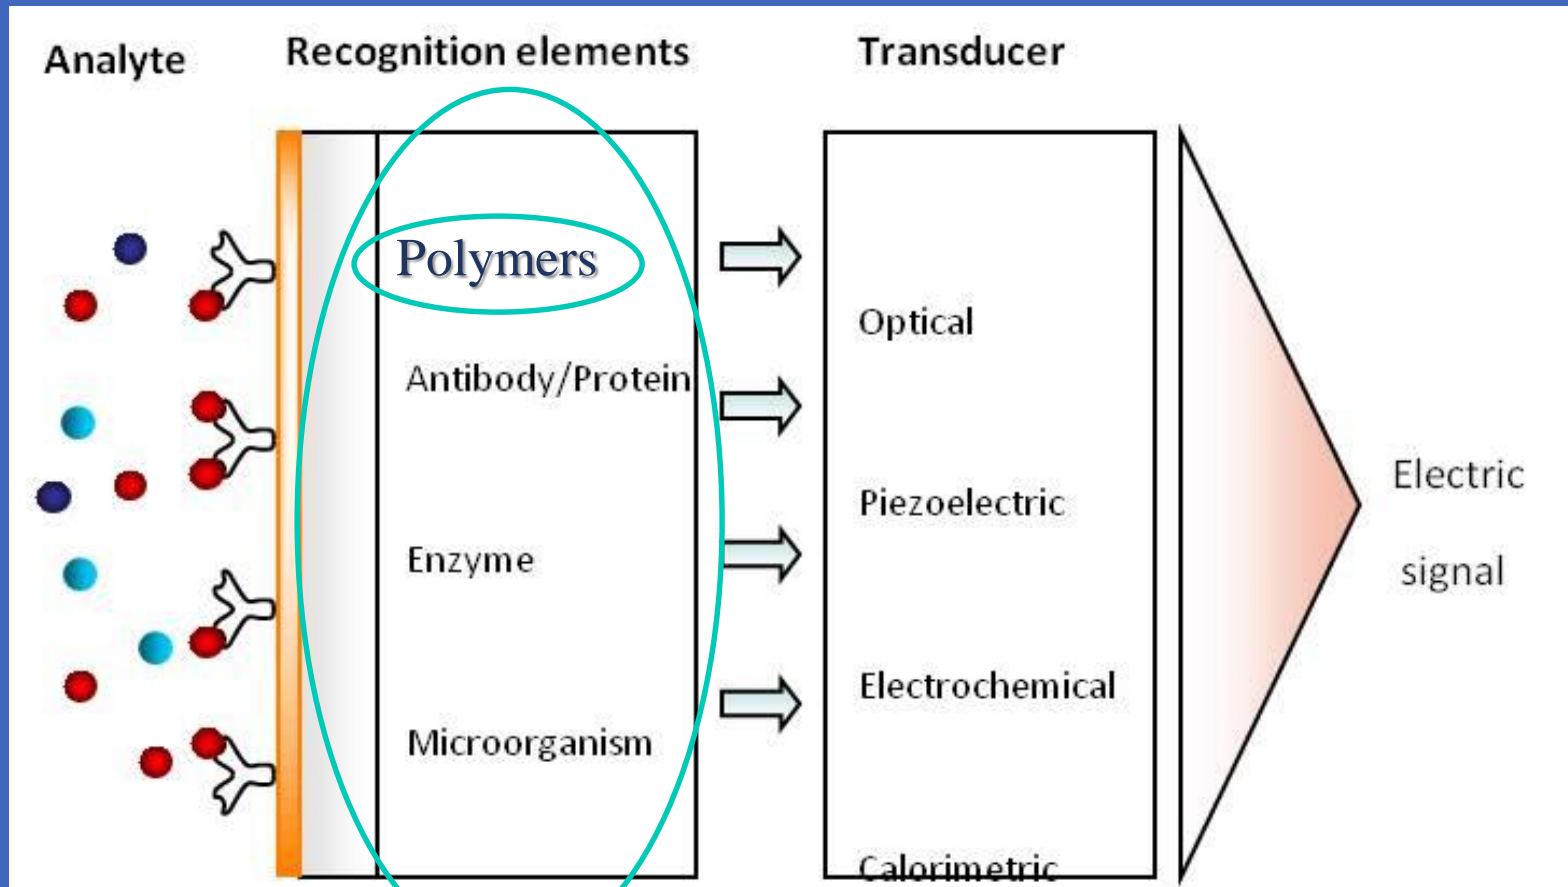 Analyte
Recognition elements
Transducer
Polymers
Antibody/Protein
Enzyme
Microorganism
Optical
Piezoelectric
Electrochemical
Calorimetric
Electric
signal